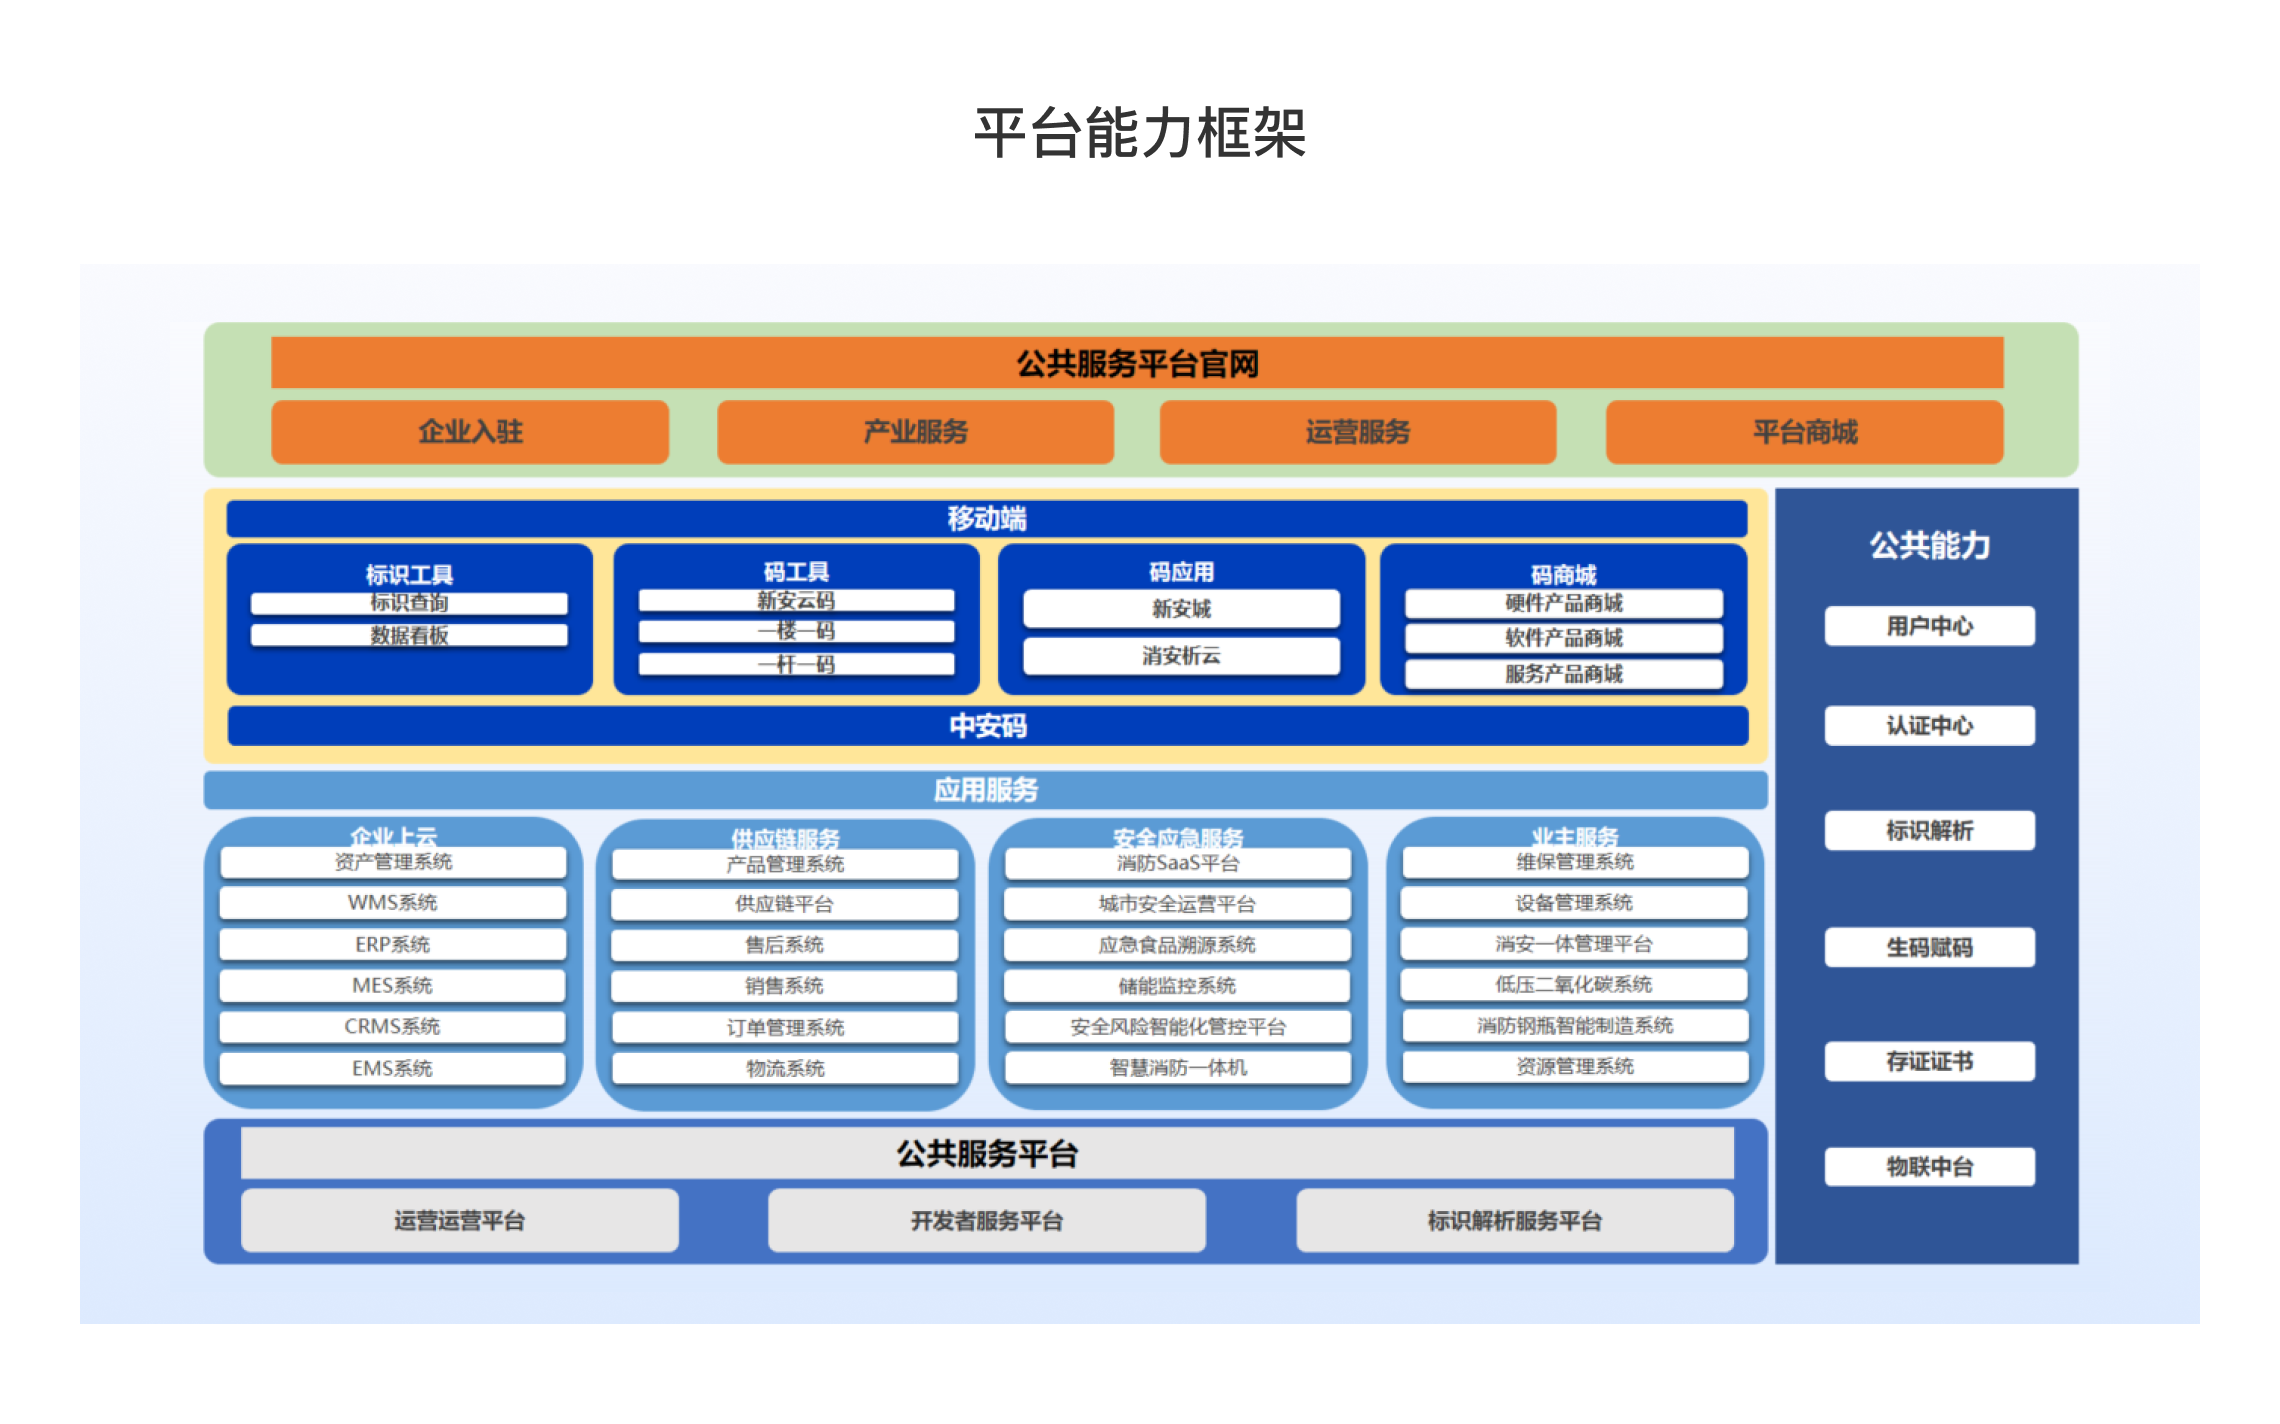 平台能力框架
公共服务平台官网
企业入驻
产业服务
运营服务
平台商城
移动端
标识工具
标识查询
数据看板
码工具
新安云码
一楼一码
一杆一码
码应用
新安城
消安析云
码商城
硬件产品商城
软件产品商城
服务产品商城
中安码
应用服务
企业上云
资产管理系统
WMS系统
ERP系统
MES系统
CRMS系统
EMS系统
供应链服务
产品管理系统
供应链平台
售后系统
销售系统
订单管理系统
物流系统
安全应急服务
消防SaaS平台
城市安全运营平台
应急食品溯源系统
储能监控系统
安全风险智能化管控平台
智慧消防一体机
业主服务
维保管理系统
设备管理系统
消安一体管理平台
低压二氧化碳系统
消防钢瓶智能制造系统
资源管理系统
公共服务平台
运营运营平台
开发者服务平台
标识解析服务平台
公共能力
用户中心
认证中心
标识解析
生码赋码
存证证书
物联中台